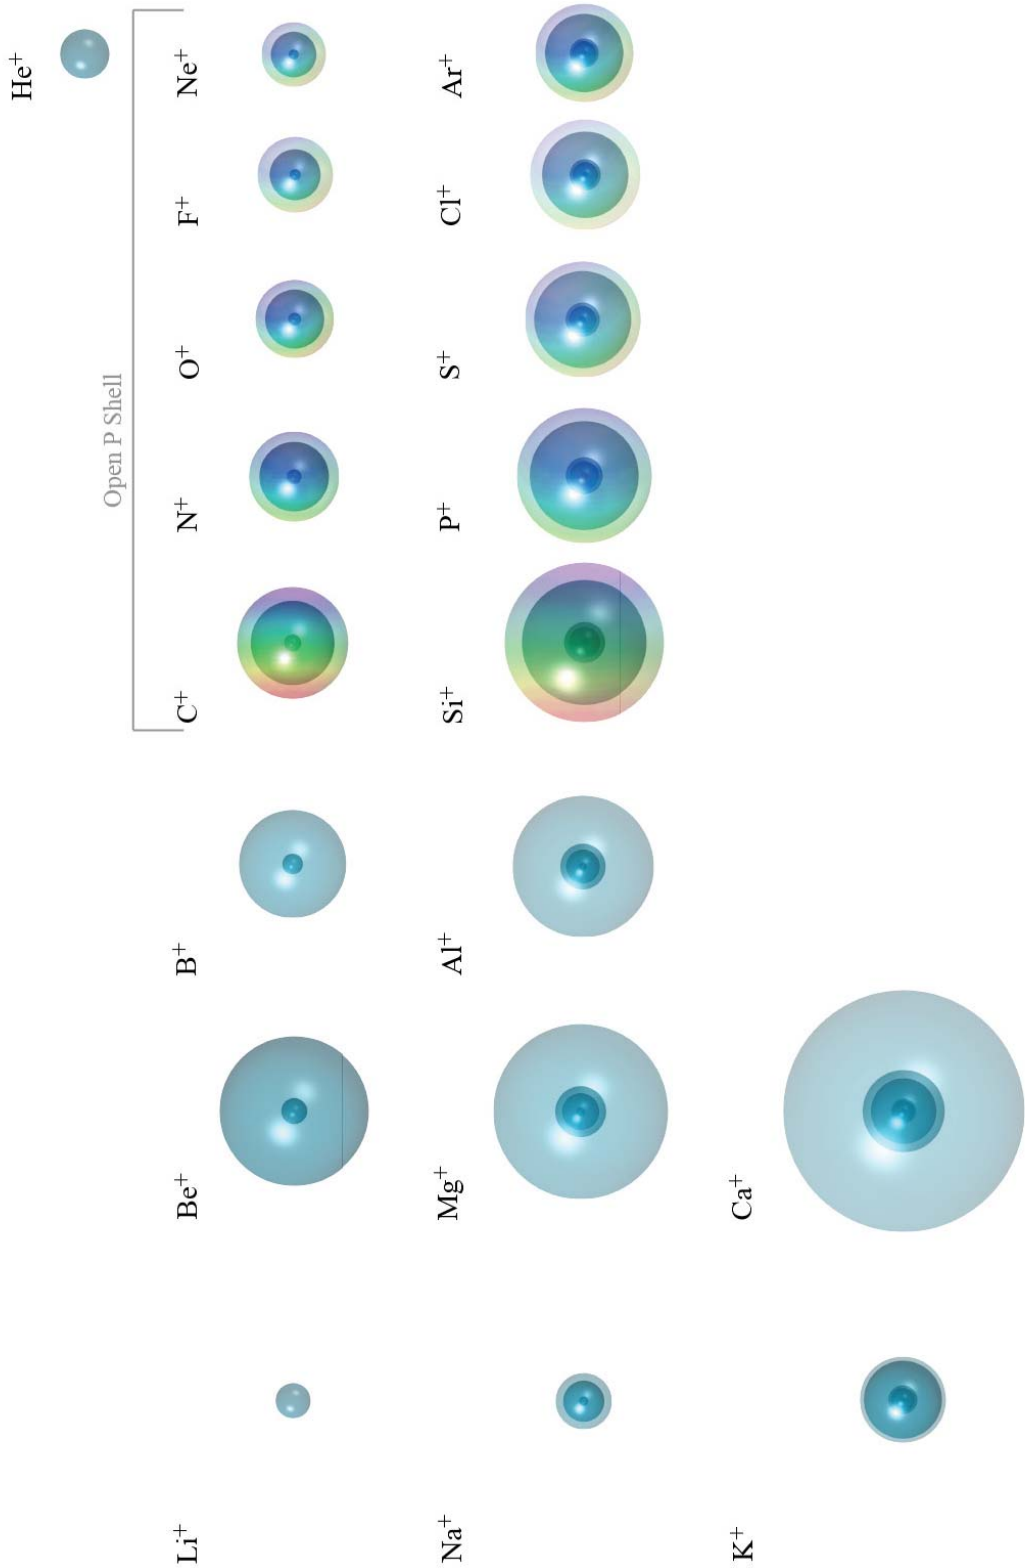 He⁺
Open P Shell
Li⁺
Be⁺
B⁺
C⁺
N⁺
O⁺
F⁺
Ne⁺
Na⁺
Mg⁺
Al⁺
Si⁺
P⁺
S⁺
Cl⁺
Ar⁺
K⁺
Ca⁺